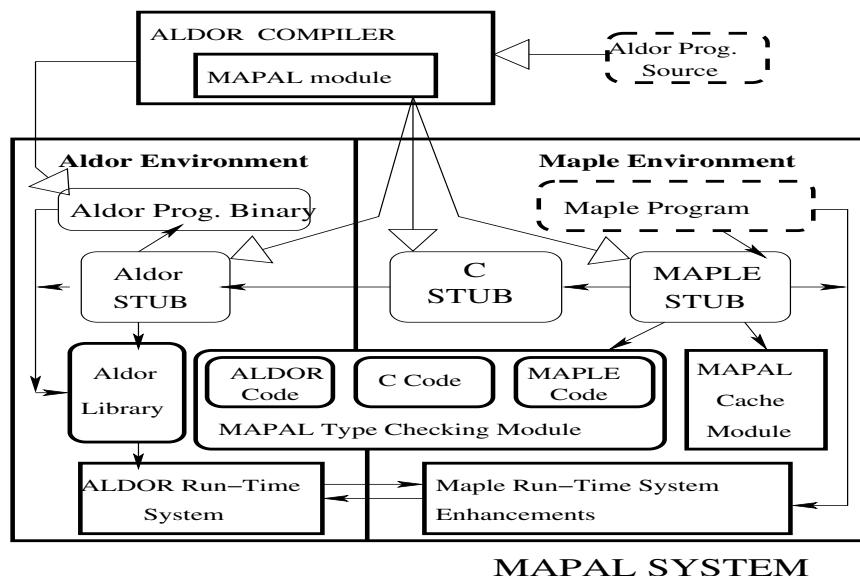 ALDOR COMPILER
MAPAL module
Aldor Prog.
Source
Aldor Environment
Maple Environment
Aldor Prog. Binary
Maple Program
Aldor
STUB
C
STUB
MAPLE
STUB
Aldor
Library
ALDOR
Code
C Code
MAPLE
Code
MAPAL Type Checking Module
MAPAL
Cache
Module
ALDOR Run−Time
System
Maple Run−Time System
Enhancements
MAPAL SYSTEM